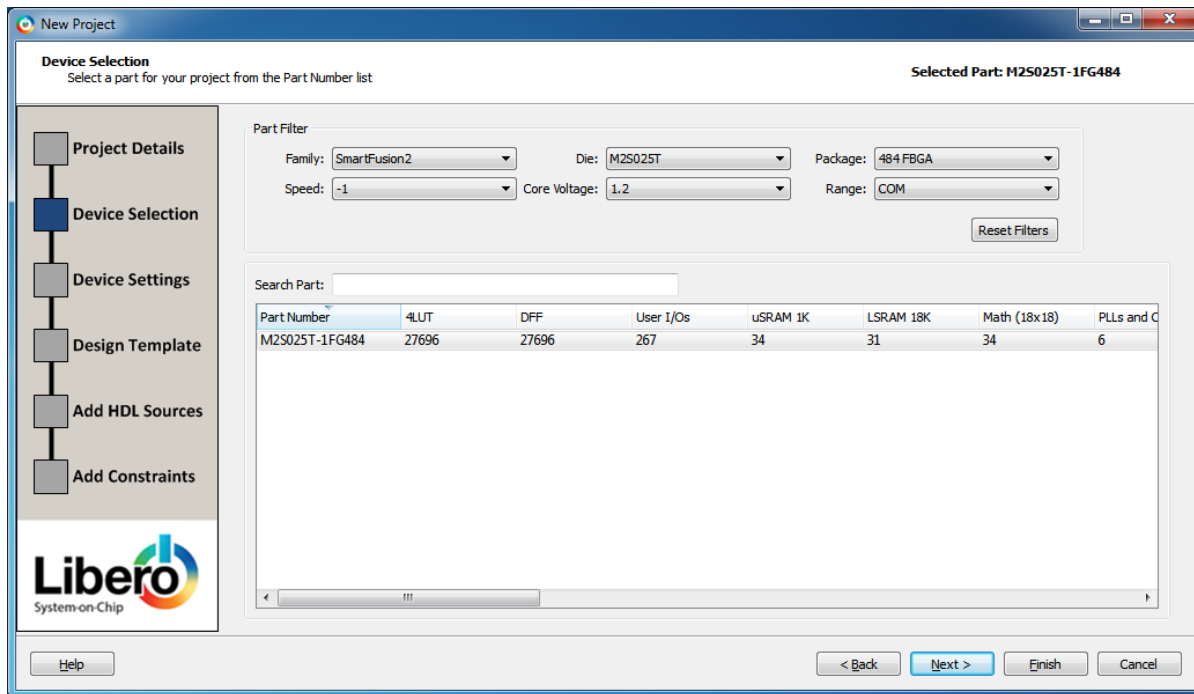 New Project
Device Selection
Select a part for your project from the Part Number list
Selected Part: M2S025T-1FG484
Project Details
Device Selection
Device Settings
Design Template
Add HDL Sources
Add Constraints
Libero
System-on-Chip
Part Filter
Family: SmartFusion2 Die: M2S025T Package: 484 FBGA
Speed: -1 Core Voltage: 1.2 Range: COM
Reset Filters
Search Part:
Part Number 4LUT DFF User I/Os uSRAM 1K LSRAM 18K Math (18x18) PLLs and C
M2S025T-1FG484 27696 27696 267 34 31 34 6
Help < Back Next > Finish Cancel